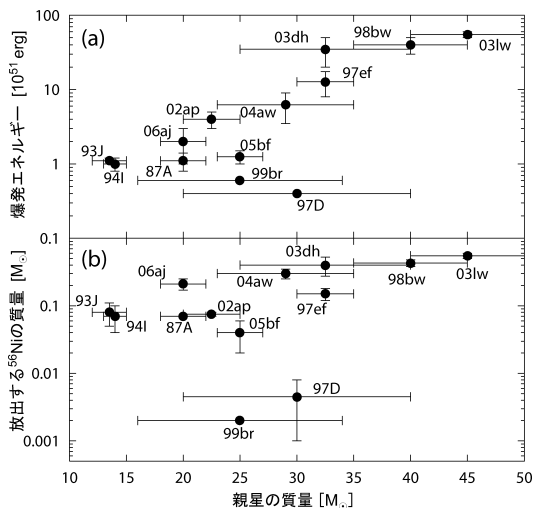 爆発エネルギー [10⁵¹ erg]
100
10
1
0.1
(a)
03dh
98bw
03lw
97ef
02ap
04aw
06aj
93J
94I
87A
05bf
99br
97D
放出する⁵⁶Niの質量 [M☉]
0.1
0.01
0.001
(b)
03dh
06aj
04aw
98bw
03lw
93J
94I
87A
02ap
05bf
97ef
97D
99br
10 15 20 25 30 35 40 45 50
親星の質量 [M☉]